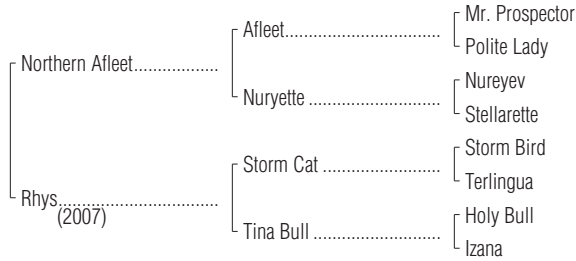 Mr. Prospector
Afleet
Polite Lady
Northern Afleet
Nureyev
Nuryette
Stellarette
Storm Bird
Storm Cat
Terlingua
Rhys
(2007)
Holy Bull
Tina Bull
Izana